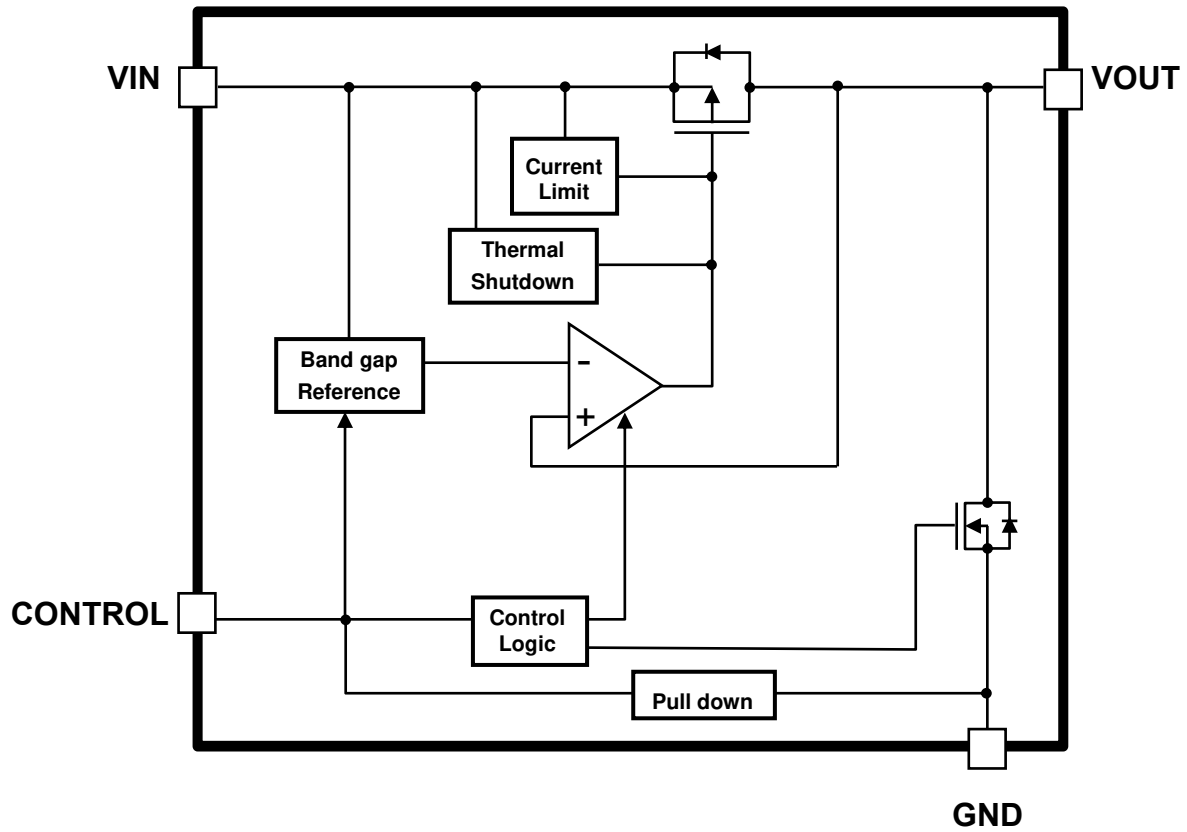 VIN
VOUT
Current
Limit
Thermal
Shutdown
Band gap
Reference
-
+
CONTROL
Control
Logic
Pull down
GND